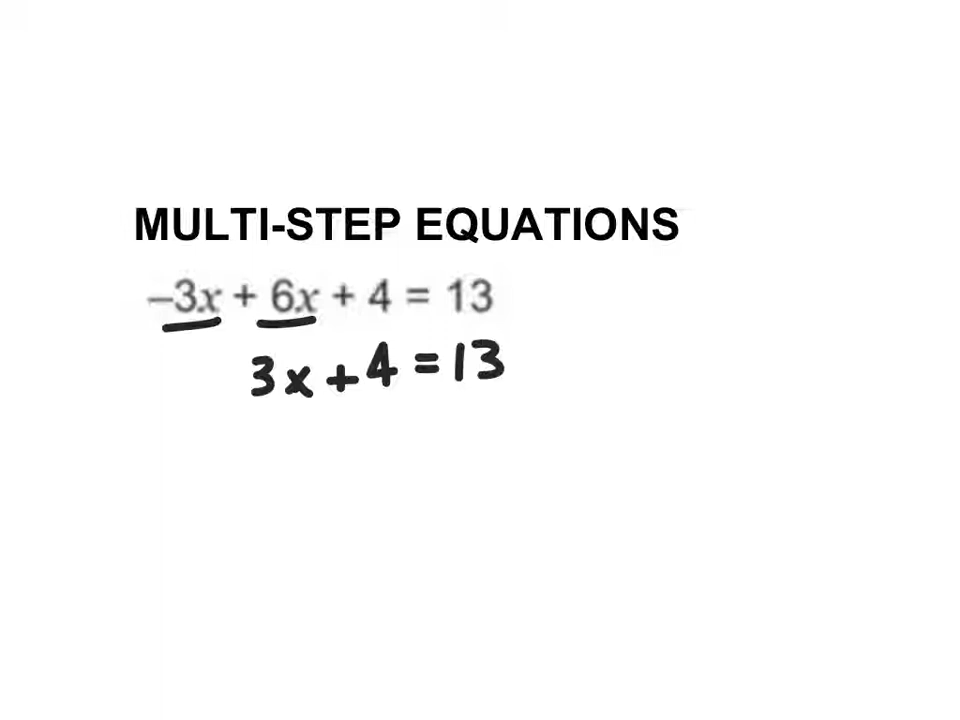 MULTI-STEP EQUATIONS
–3x + 6x + 4 = 13
3x + 4 = 13